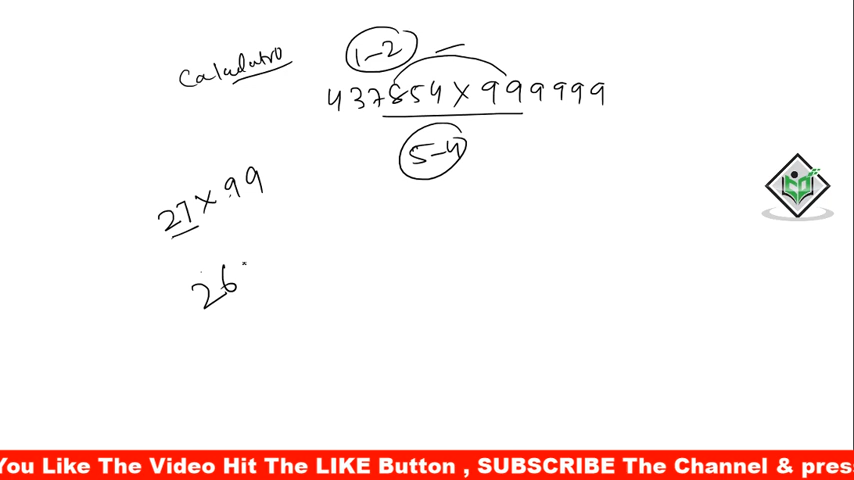 1-2
Calculatro
437854 × 999999
5-4
27 × 99
26
You Like The Video Hit The LIKE Button , SUBSCRIBE The Channel & press